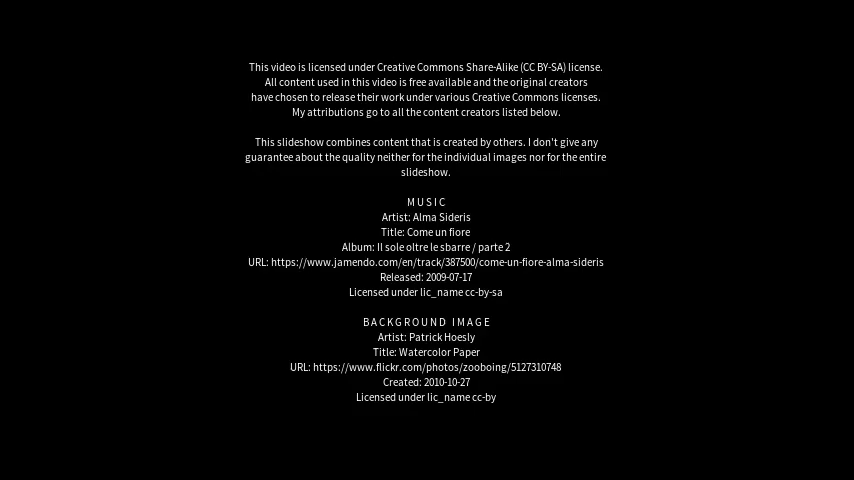 This video is licensed under Creative Commons Share-Alike (CC BY-SA) license.
All content used in this video is free available and the original creators
have chosen to release their work under various Creative Commons licenses.
My attributions go to all the content creators listed below.
This slideshow combines content that is created by others. I don't give any
guarantee about the quality neither for the individual images nor for the entire
slideshow.
MUSIC
Artist: Alma Sideris
Title: Come un fiore
Album: Il sole oltre le sbarre / parte 2
URL: https://www.jamendo.com/en/track/387500/come-un-fiore-alma-sideris
Released: 2009-07-17
Licensed under lic_name cc-by-sa
BACKGROUND IMAGE
Artist: Patrick Hoesly
Title: Watercolor Paper
URL: https://www.flickr.com/photos/zooboing/5127310748
Created: 2010-10-27
Licensed under lic_name cc-by